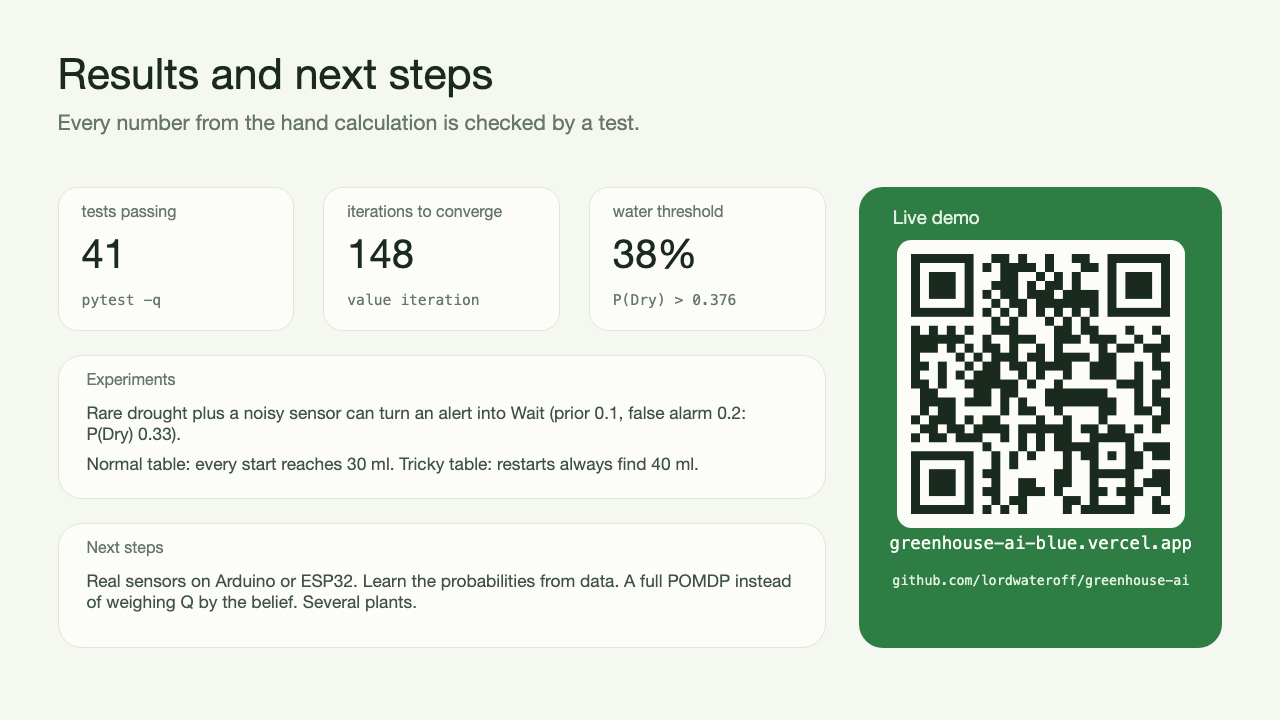 Results and next steps
Every number from the hand calculation is checked by a test.
tests passing
41
pytest -q
iterations to converge
148
value iteration
water threshold
38%
P(Dry) > 0.376
Experiments
Rare drought plus a noisy sensor can turn an alert into Wait (prior 0.1, false alarm 0.2:
P(Dry) 0.33).
Normal table: every start reaches 30 ml. Tricky table: restarts always find 40 ml.
Next steps
Real sensors on Arduino or ESP32. Learn the probabilities from data. A full POMDP instead
of weighing Q by the belief. Several plants.
Live demo
greenhouse-ai-blue.vercel.app
github.com/lordwateroff/greenhouse-ai